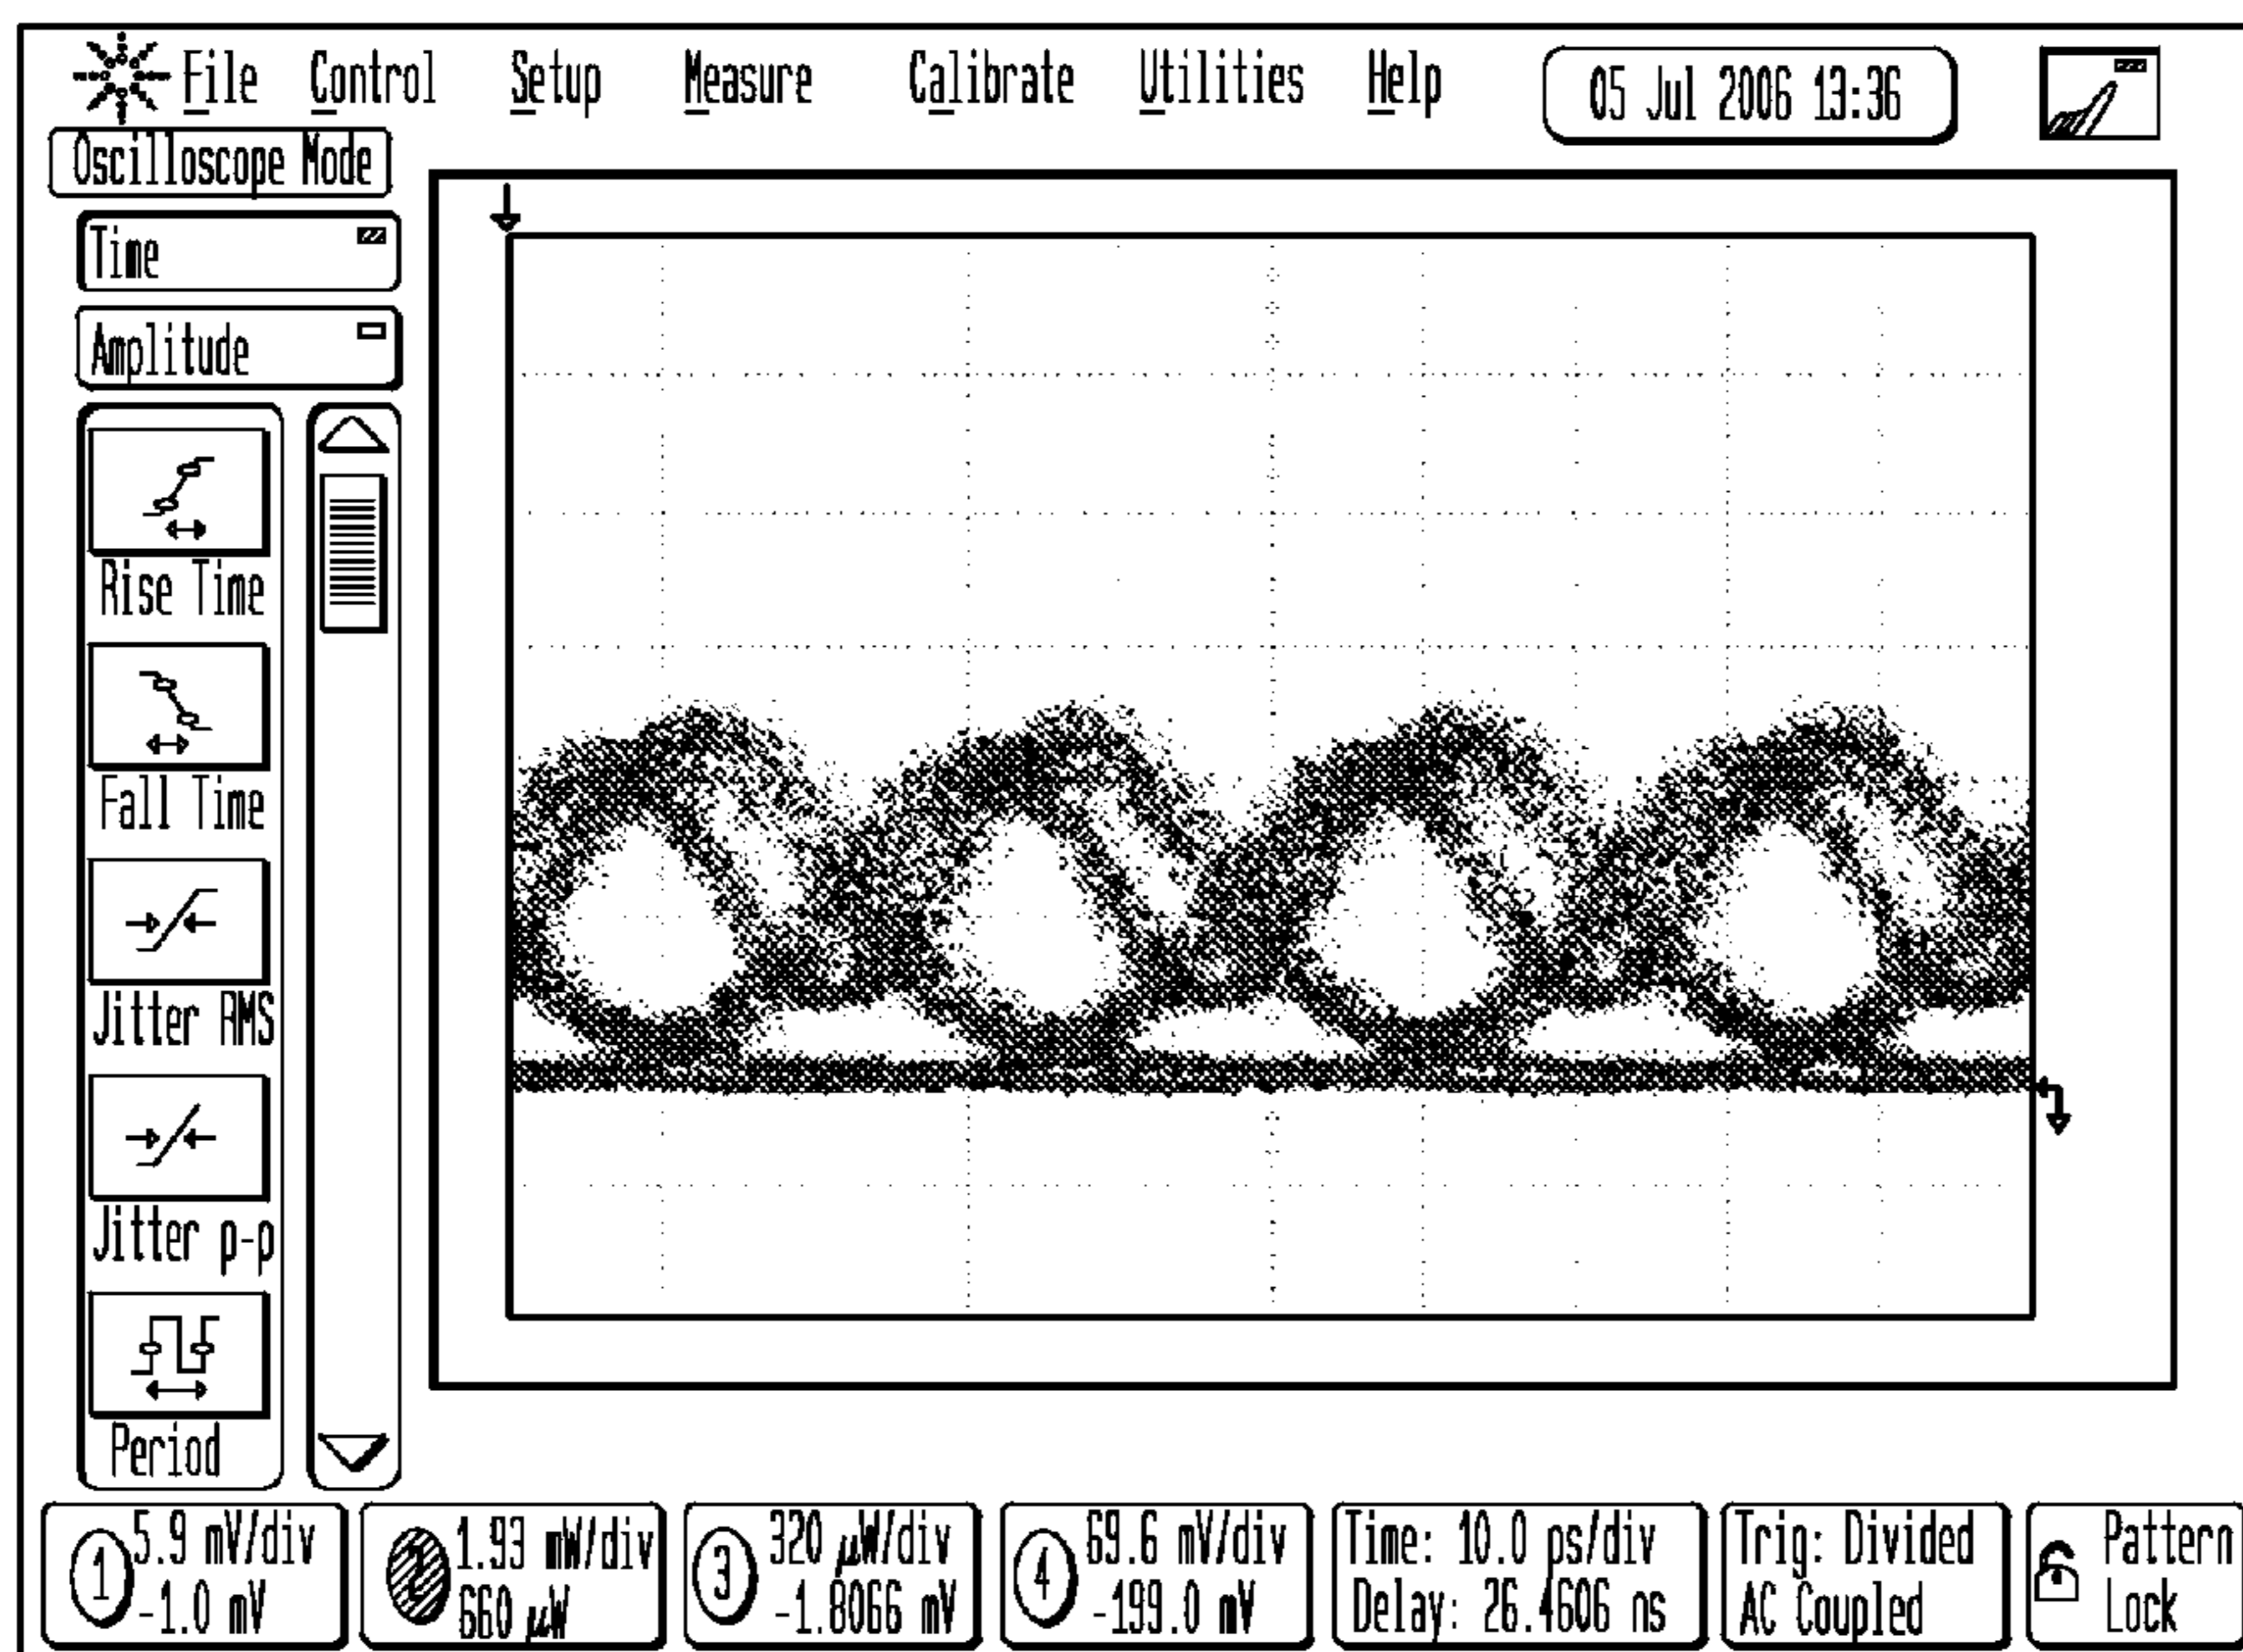 File Control Setup Measure Calibrate Utilities Help 05 Jul 2006 13:36
Oscilloscope Mode
Time
Amplitude
Rise Time
Fall Time
Jitter RMS
Jitter p-p
Period
1 5.9 mV/div
-1.0 mV
2 1.93 mW/div
660 µW
3 320 µW/div
-1.8066 mV
4 69.6 mV/div
-199.0 mV
Time: 10.0 ps/div
Delay: 26.4606 ns
Trig: Divided
AC Coupled
Pattern
Lock